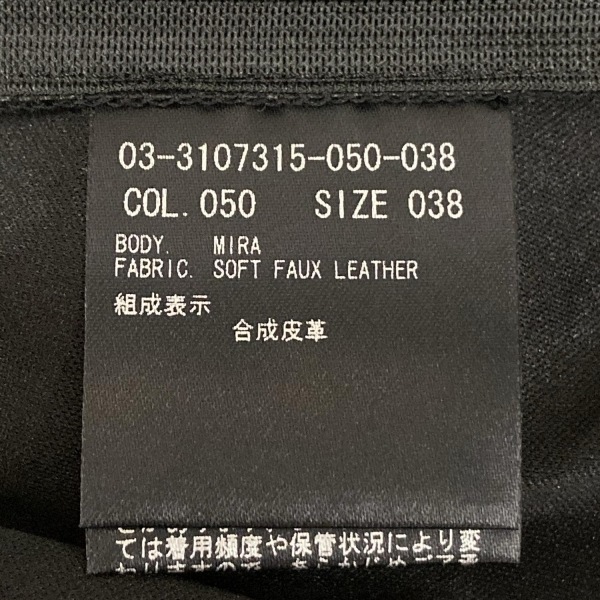 03-3107315-050-038
COL. 050 SIZE 038
BODY. MIRA
FABRIC. SOFT FAUX LEATHER
組成表示
合成皮革
ては着用頻度や保管状況により変